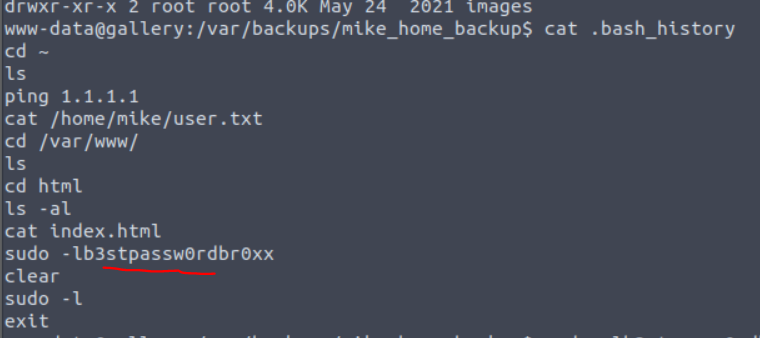 drwxr-xr-x 2 root root 4.0K May 24  2021 images
www-data@gallery:/var/backups/mike_home_backup$ cat .bash_history
cd ~
ls
ping 1.1.1.1
cat /home/mike/user.txt
cd /var/www/
ls
cd html
ls -al
cat index.html
sudo -lb3stpassw0rdbr0xx
clear
sudo -l
exit